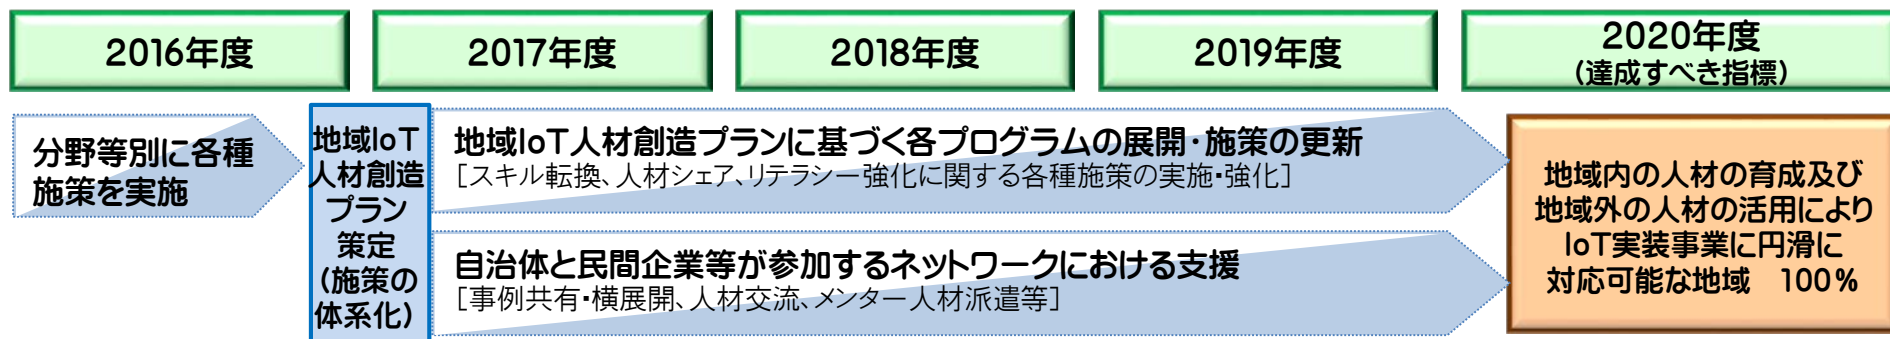 2016年度
2017年度
2018年度
2019年度
2020年度
(達成すべき指標)
分野等別に各種
施策を実施
地域IoT
人材創造
プラン
策定
(施策の
体系化)
地域IoT人材創造プランに基づく各プログラムの展開・施策の更新
[スキル転換、人材シェア、リテラシー強化に関する各種施策の実施・強化]
自治体と民間企業等が参加するネットワークにおける支援
[事例共有・横展開、人材交流、メンター人材派遣等]
地域内の人材の育成及び
地域外の人材の活用により
IoT実装事業に円滑に
対応可能な地域　100%